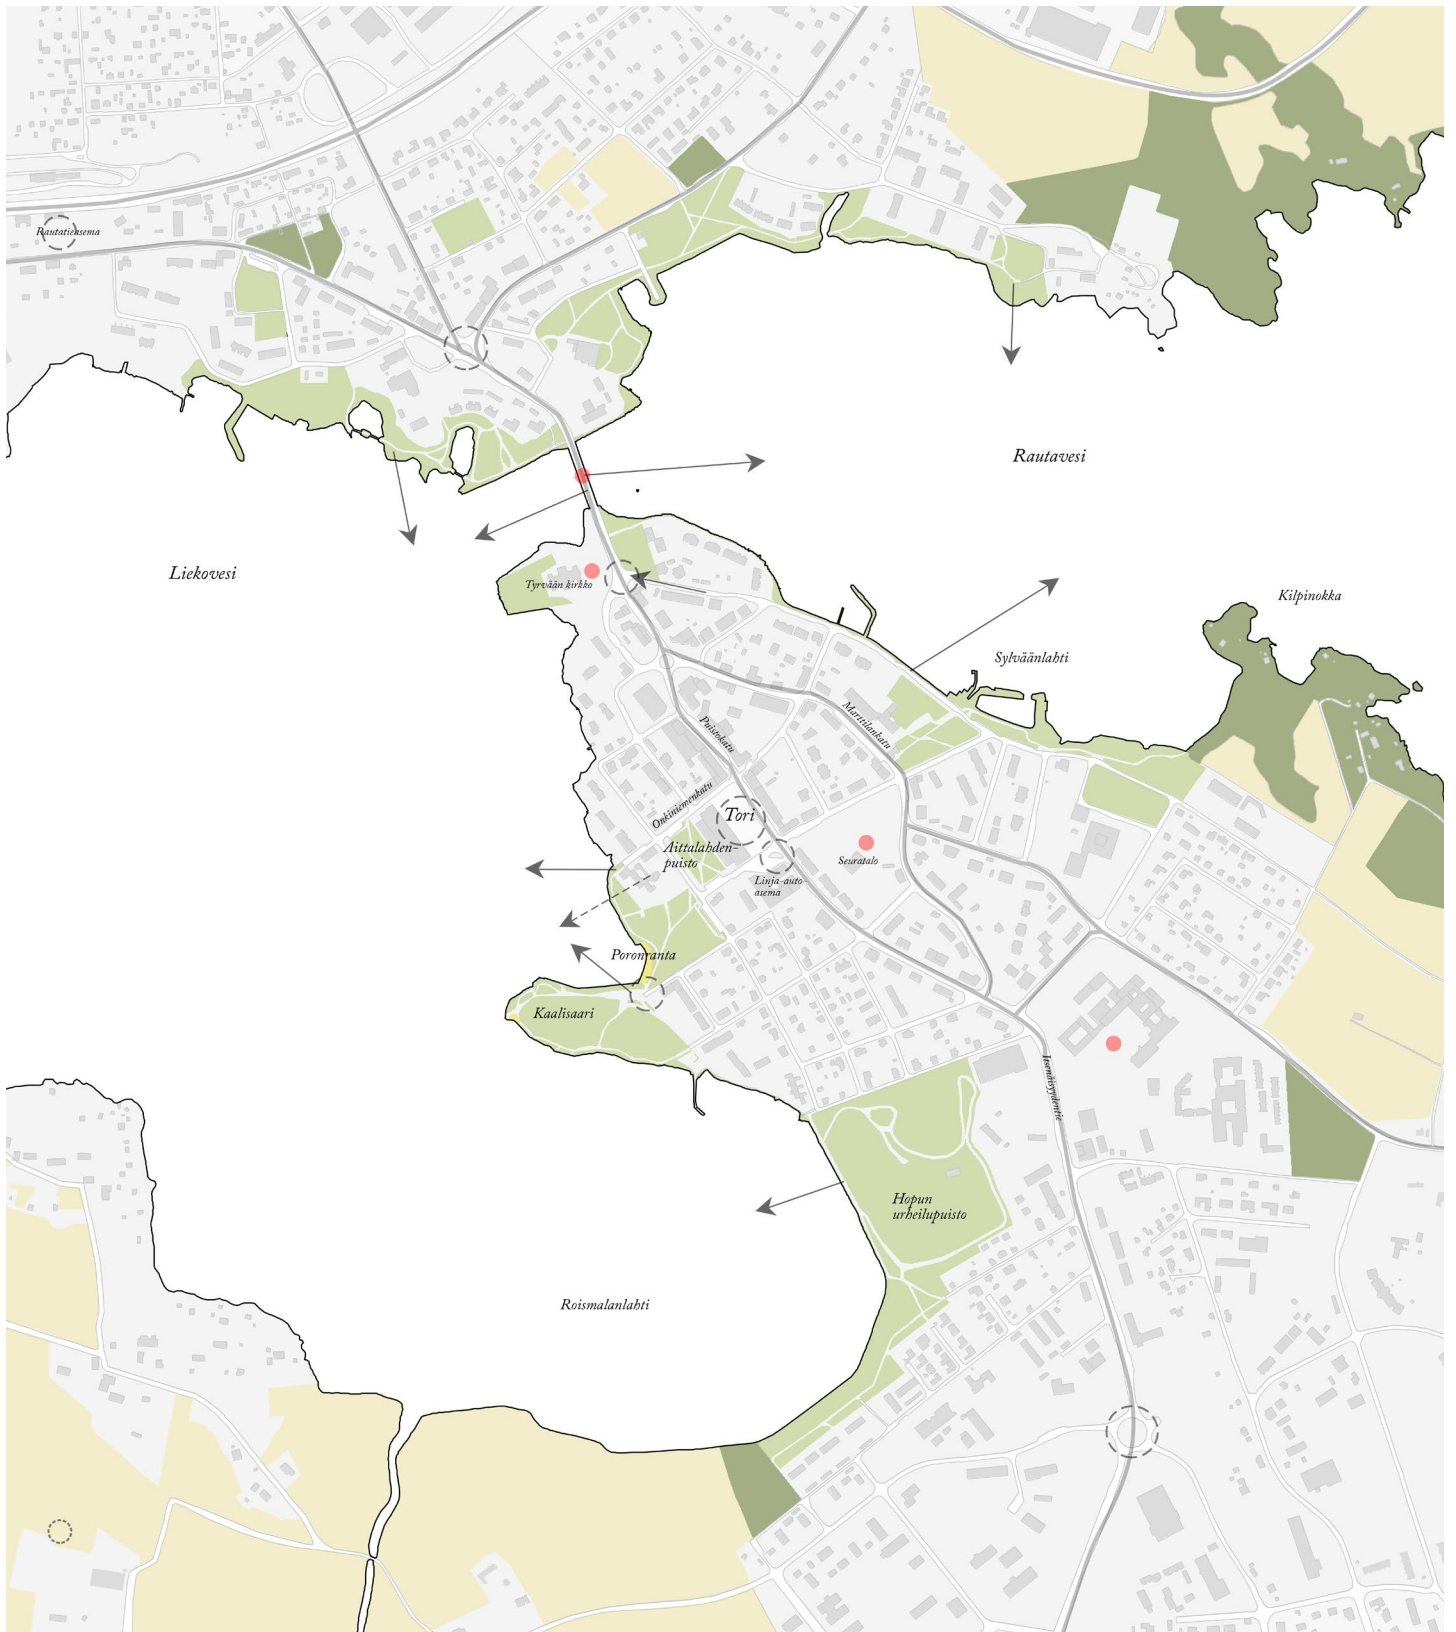 Rautatieasema
Rautavesi
Liekovesi
Tyrvään kirkko
Kilpinokka
Sylväänlahti
Marttilankatu
Puistokatu
Onkiniemenkatu
Tori
Aittalahden-
puisto
Seuratalo
Linja-auto-
asema
Poronranta
Kaalisaari
Itsenäisyydentie
Hopun
urheilupuisto
Roismalanlahti